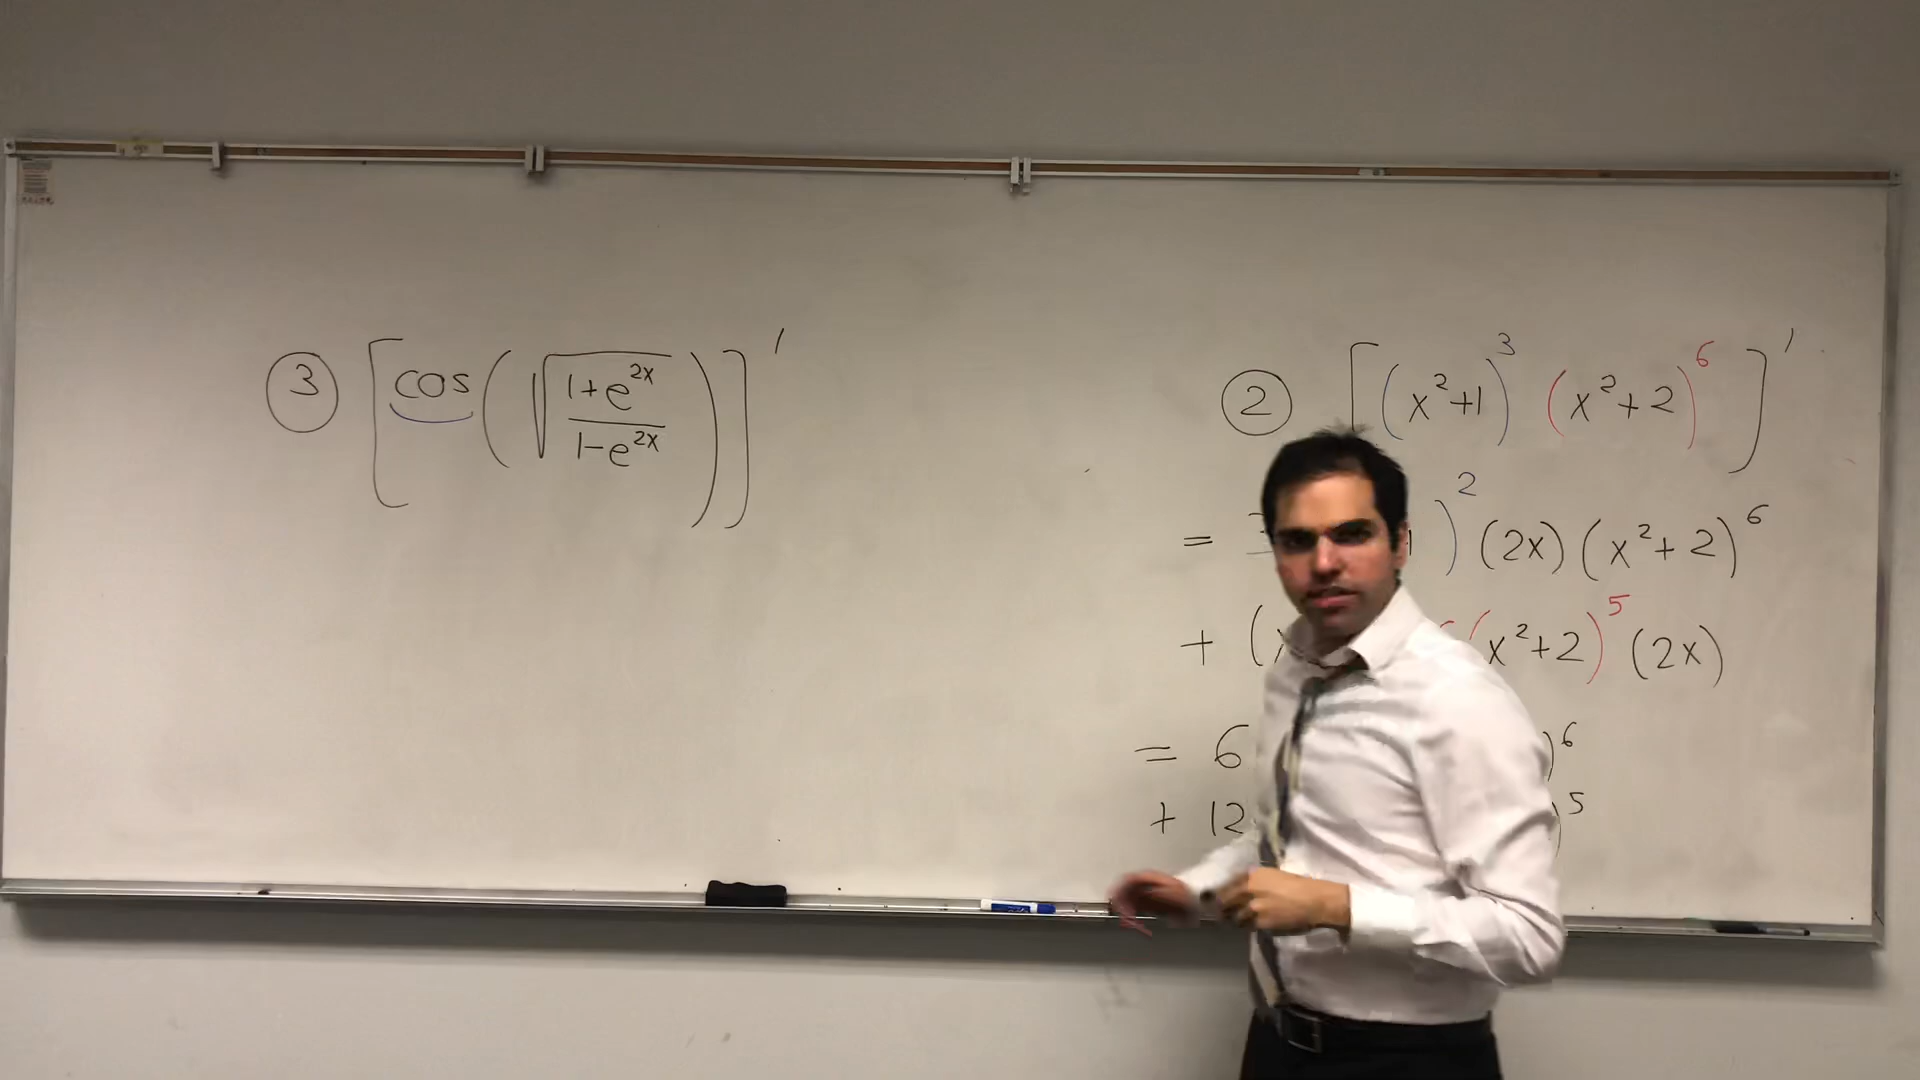 ③ [cos(√((1+e^2x)/(1-e^2x)))]'
② [(x²+1)³ (x²+2)⁶]'
= )² (2x) (x²+2)⁶
+ ( (x²+2)⁵ (2x)
= 6 )⁶
+ 12 )⁵